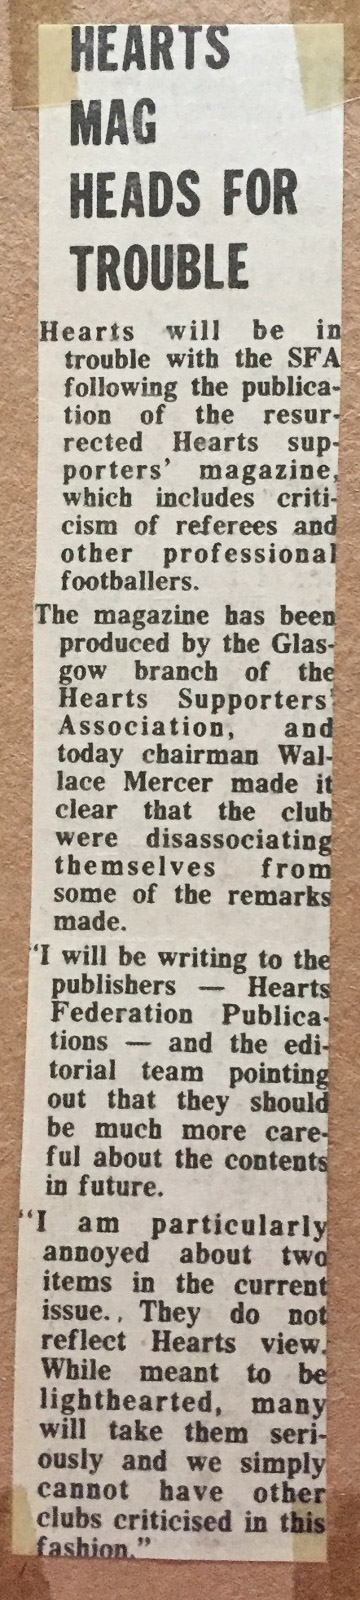 HEARTS
MAG
HEADS FOR
TROUBLE
Hearts will be in
trouble with the SFA
following the publica-
tion of the resur-
rected Hearts sup-
porters' magazine,
which includes criti-
cism of referees and
other professional
footballers.
The magazine has been
produced by the Glas-
gow branch of the
Hearts Supporters'
Association, and
today chairman Wal-
lace Mercer made it
clear that the club
were disassociating
themselves from
some of the remarks
made.
"I will be writing to the
publishers — Hearts
Federation Publica-
tions — and the edi-
torial team pointing
out that they should
be much more care-
ful about the contents
in future.
"I am particularly
annoyed about two
items in the current
issue.. They do not
reflect Hearts view.
While meant to be
lighthearted, many
will take them seri-
ously and we simply
cannot have other
clubs criticised in this
fashion."